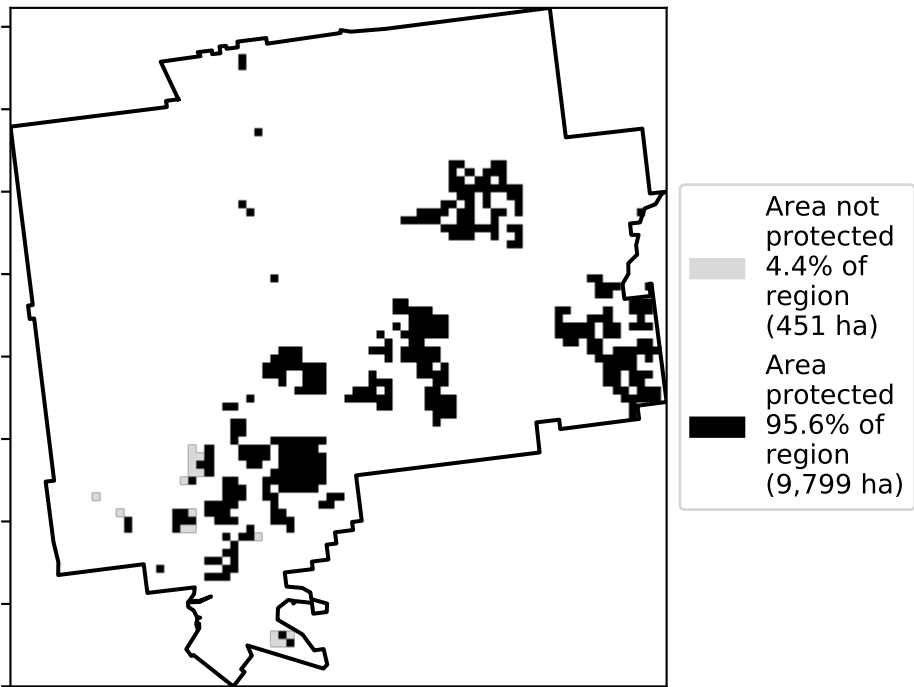 Area not
protected
4.4% of
region
(451 ha)
Area
protected
95.6% of
region
(9,799 ha)